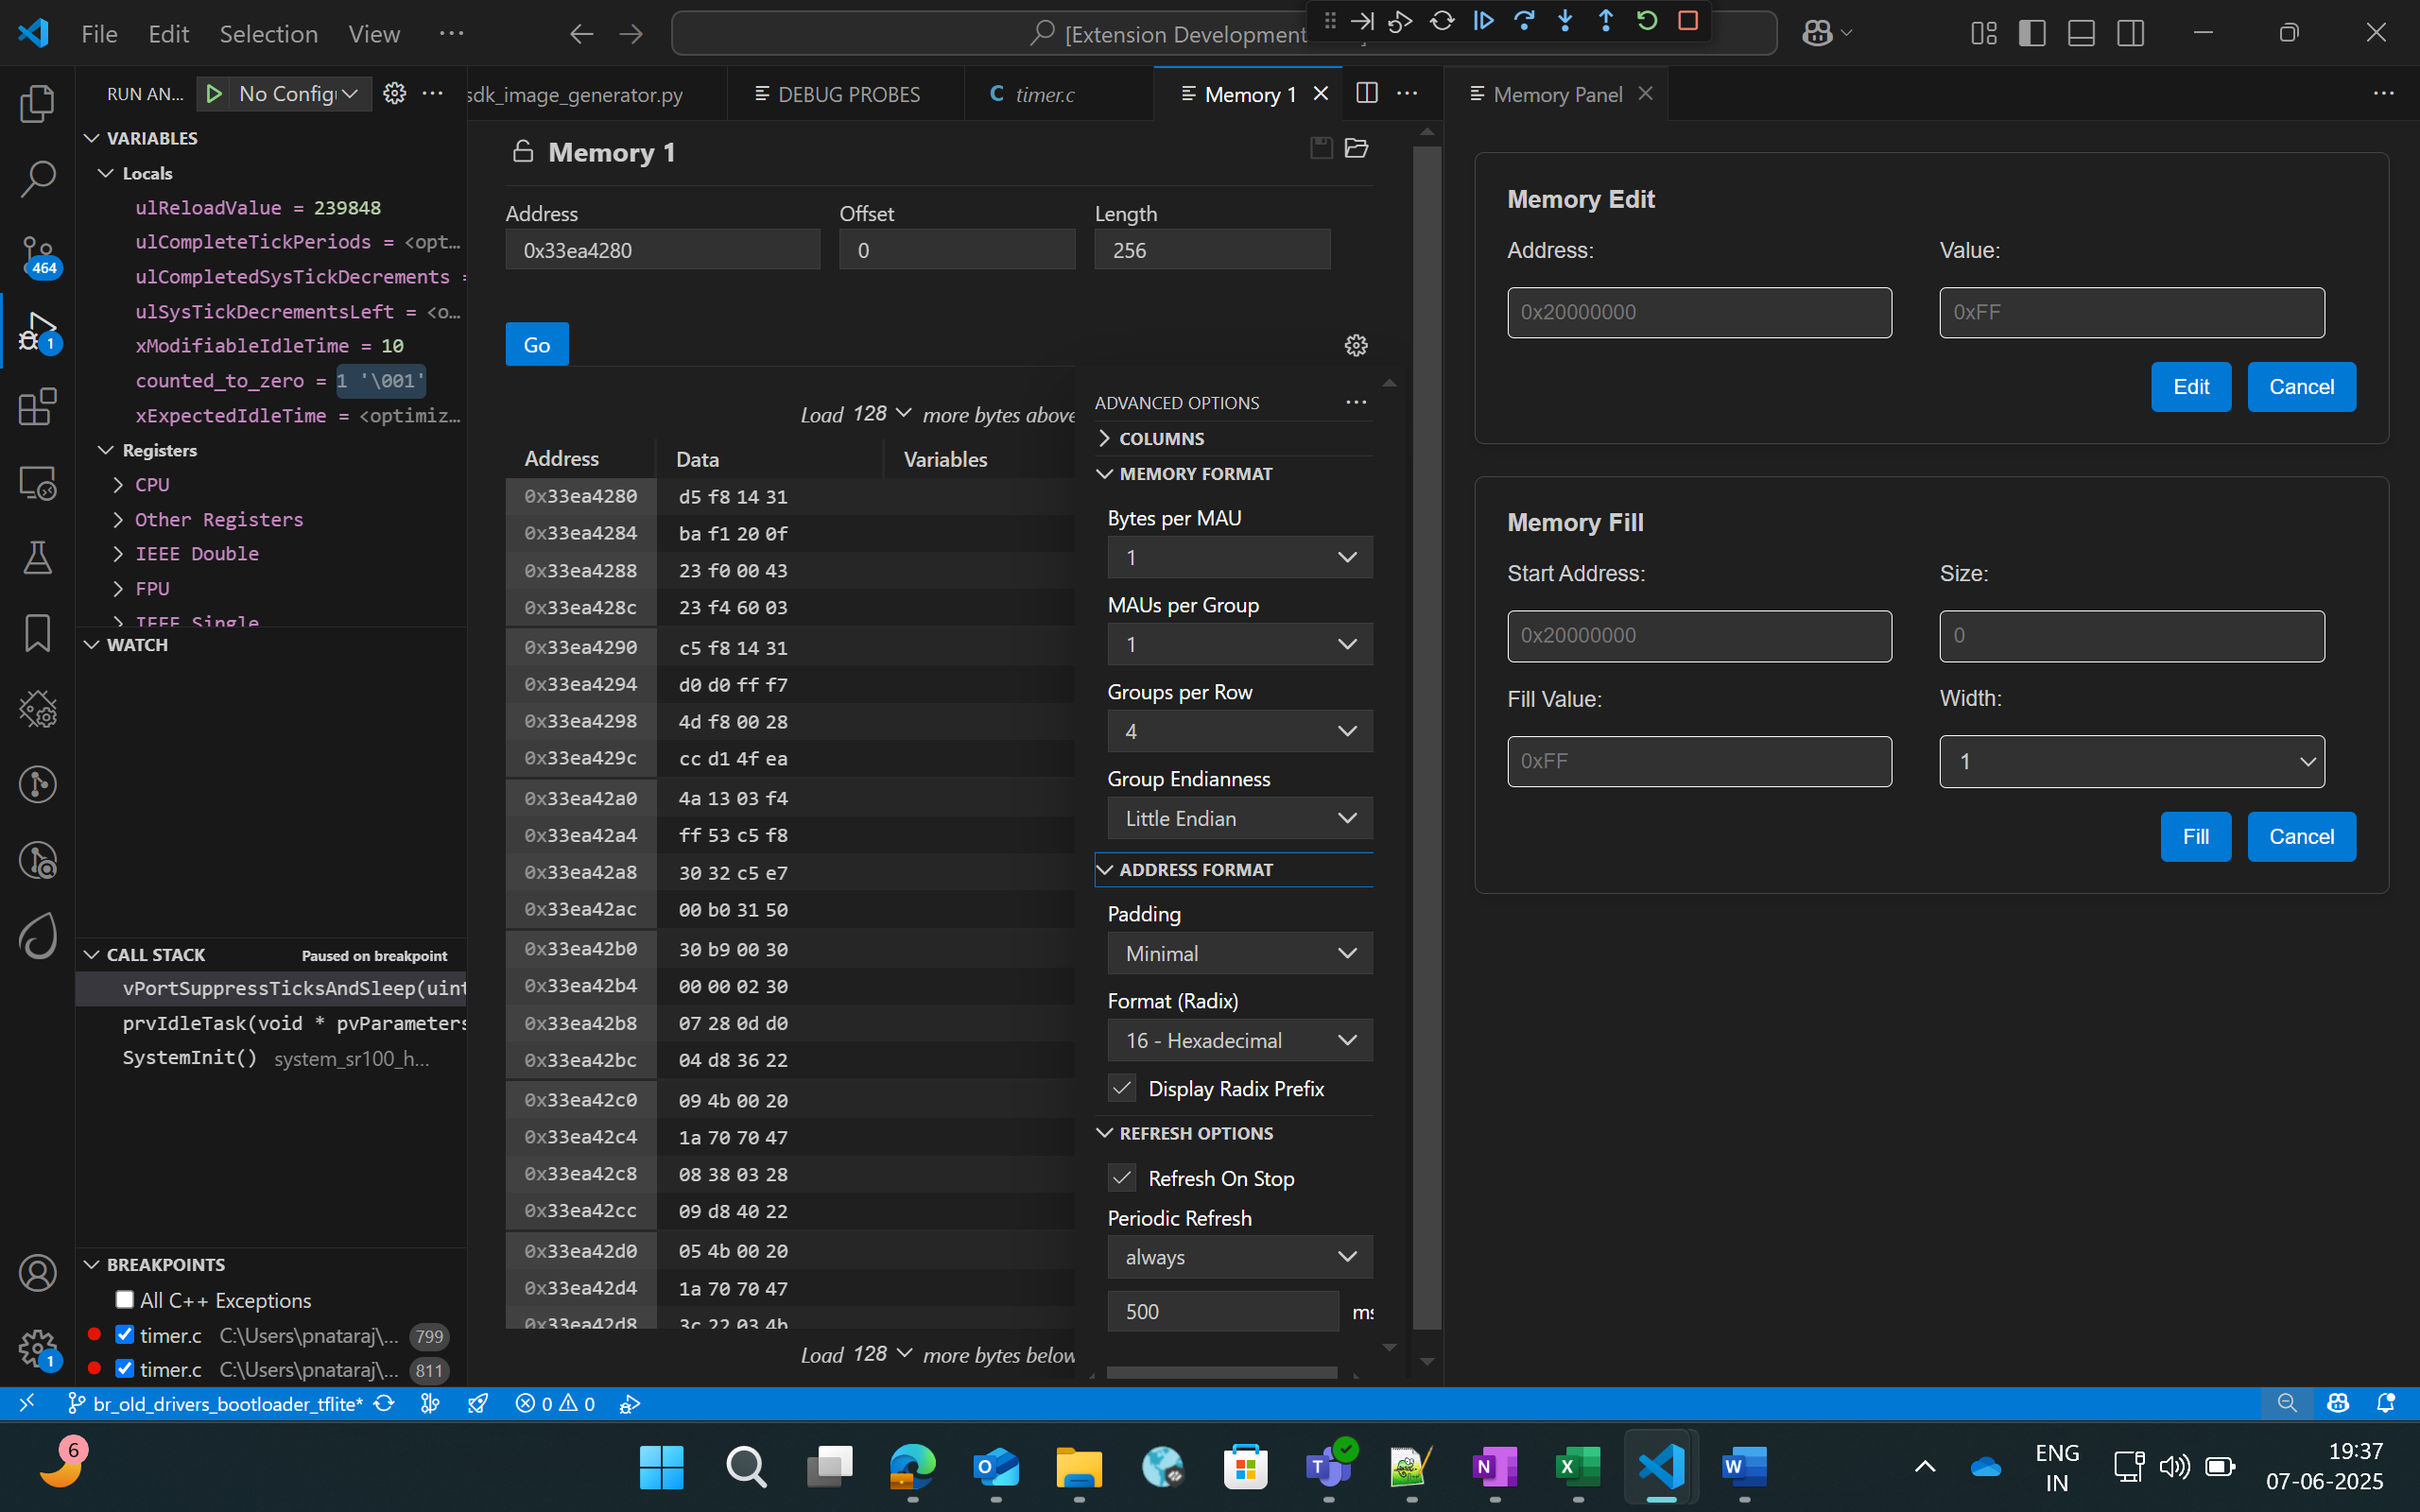 File Edit Selection View ···
[Extension Development
RUN AN... No Config
VARIABLES
Locals
ulReloadValue = 239848
ulCompleteTickPeriods = <opt...
ulCompletedSysTickDecrements =
ulSysTickDecrementsLeft = <o...
xModifiableIdleTime = 10
counted_to_zero = 1 '\001'
xExpectedIdleTime = <optimiz...
Registers
CPU
Other Registers
IEEE Double
FPU
IEEE Single
WATCH
CALL STACK Paused on breakpoint
vPortSuppressTicksAndSleep(uint
prvIdleTask(void * pvParameters
SystemInit() system_sr100_h...
BREAKPOINTS
All C++ Exceptions
timer.c C:\Users\pnataraj\... 799
timer.c C:\Users\pnataraj\... 811
464
1
1
sdk_image_generator.py DEBUG PROBES C timer.c Memory 1
Memory 1
Address Offset Length
0x33ea4280 0 256
Go
Load 128 more bytes above
Address Data Variables
0x33ea4280 d5 f8 14 31
0x33ea4284 ba f1 20 0f
0x33ea4288 23 f0 00 43
0x33ea428c 23 f4 60 03
0x33ea4290 c5 f8 14 31
0x33ea4294 d0 d0 ff f7
0x33ea4298 4d f8 00 28
0x33ea429c cc d1 4f ea
0x33ea42a0 4a 13 03 f4
0x33ea42a4 ff 53 c5 f8
0x33ea42a8 30 32 c5 e7
0x33ea42ac 00 b0 31 50
0x33ea42b0 30 b9 00 30
0x33ea42b4 00 00 02 30
0x33ea42b8 07 28 0d d0
0x33ea42bc 04 d8 36 22
0x33ea42c0 09 4b 00 20
0x33ea42c4 1a 70 70 47
0x33ea42c8 08 38 03 28
0x33ea42cc 09 d8 40 22
0x33ea42d0 05 4b 00 20
0x33ea42d4 1a 70 70 47
0x33ea42d8 3c 22 03 4b
Load 128 more bytes below
ADVANCED OPTIONS
COLUMNS
MEMORY FORMAT
Bytes per MAU
1
MAUs per Group
1
Groups per Row
4
Group Endianness
Little Endian
ADDRESS FORMAT
Padding
Minimal
Format (Radix)
16 - Hexadecimal
Display Radix Prefix
REFRESH OPTIONS
Refresh On Stop
Periodic Refresh
always
500 ms
Memory Panel
Memory Edit
Address: Value:
0x20000000 0xFF
Edit Cancel
Memory Fill
Start Address: Size:
0x20000000 0
Fill Value: Width:
0xFF 1
Fill Cancel
br_old_drivers_bootloader_tflite* 0 0
6
ENG
IN
19:37
07-06-2025